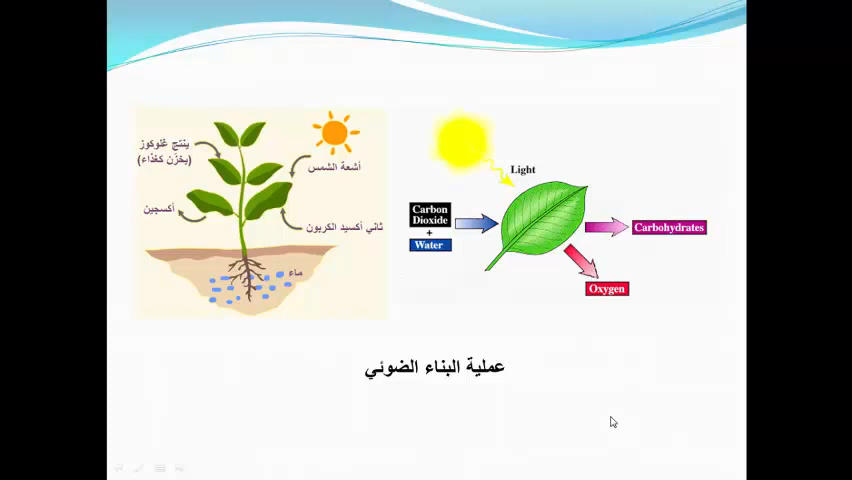 ينتج غلوكوز
(يخزّن كغذاء)
أشعة الشمس
أكسجين
ثاني أكسيد الكربون
ماء
Light
Carbon
Dioxide
+
Water
Carbohydrates
Oxygen
عملية البناء الضوئي